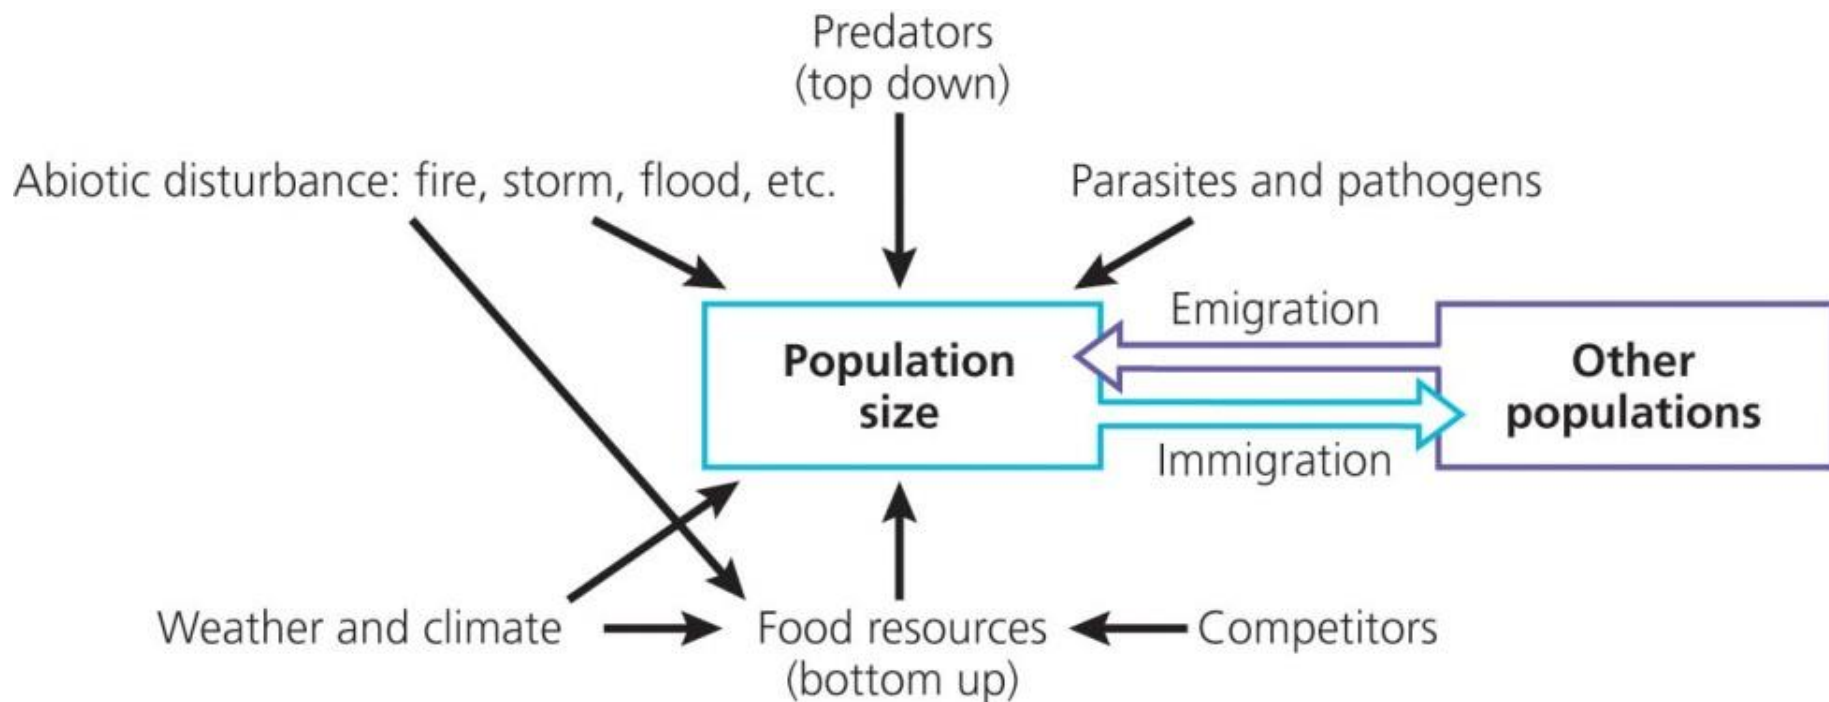 Predators
(top down)
Abiotic disturbance: fire, storm, flood, etc.
Parasites and pathogens
Emigration
Population
size
Other
populations
Immigration
Weather and climate
Food resources
(bottom up)
Competitors